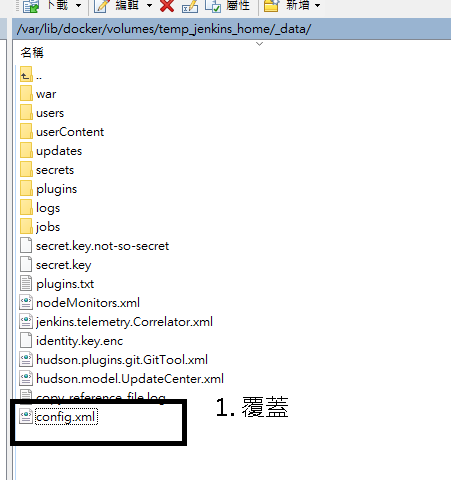 下載 編輯 屬性 新增
/var/lib/docker/volumes/temp_jenkins_home/_data/
名稱
..
war
users
userContent
updates
secrets
plugins
logs
jobs
secret.key.not-so-secret
secret.key
plugins.txt
nodeMonitors.xml
jenkins.telemetry.Correlator.xml
identity.key.enc
hudson.plugins.git.GitTool.xml
hudson.model.UpdateCenter.xml
copy_reference_file.log
config.xml
1. 覆蓋